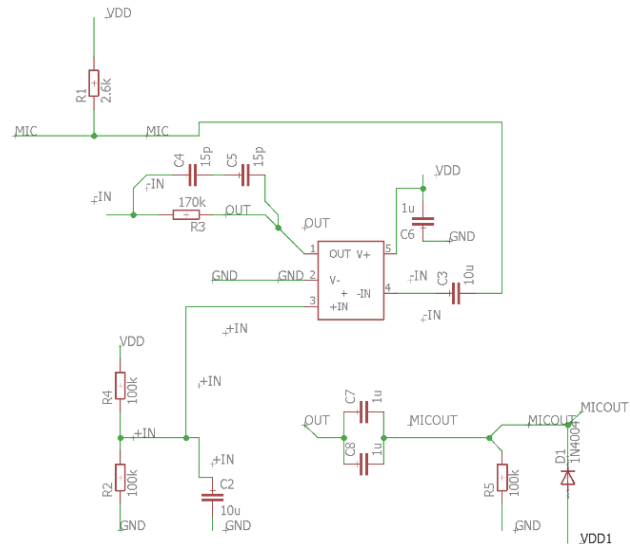 VDD
R1
2.6k
MIC
MIC
C4
15p
C5
15p
-IN
-IN
170k
OUT
R3
OUT
VDD
1u
C6
GND
1
OUT V+
5
GND
GND
2
V-
+ -IN
4
-IN
C3
10u
3
+IN
-IN
+IN
VDD
R4
100k
+IN
+IN
+IN
R2
100k
C2
10u
GND
GND
C7
1u
OUT
MICOUT
C8
1u
MICOUT
MICOUT
D1
1N4004
R5
100k
GND
VDD1